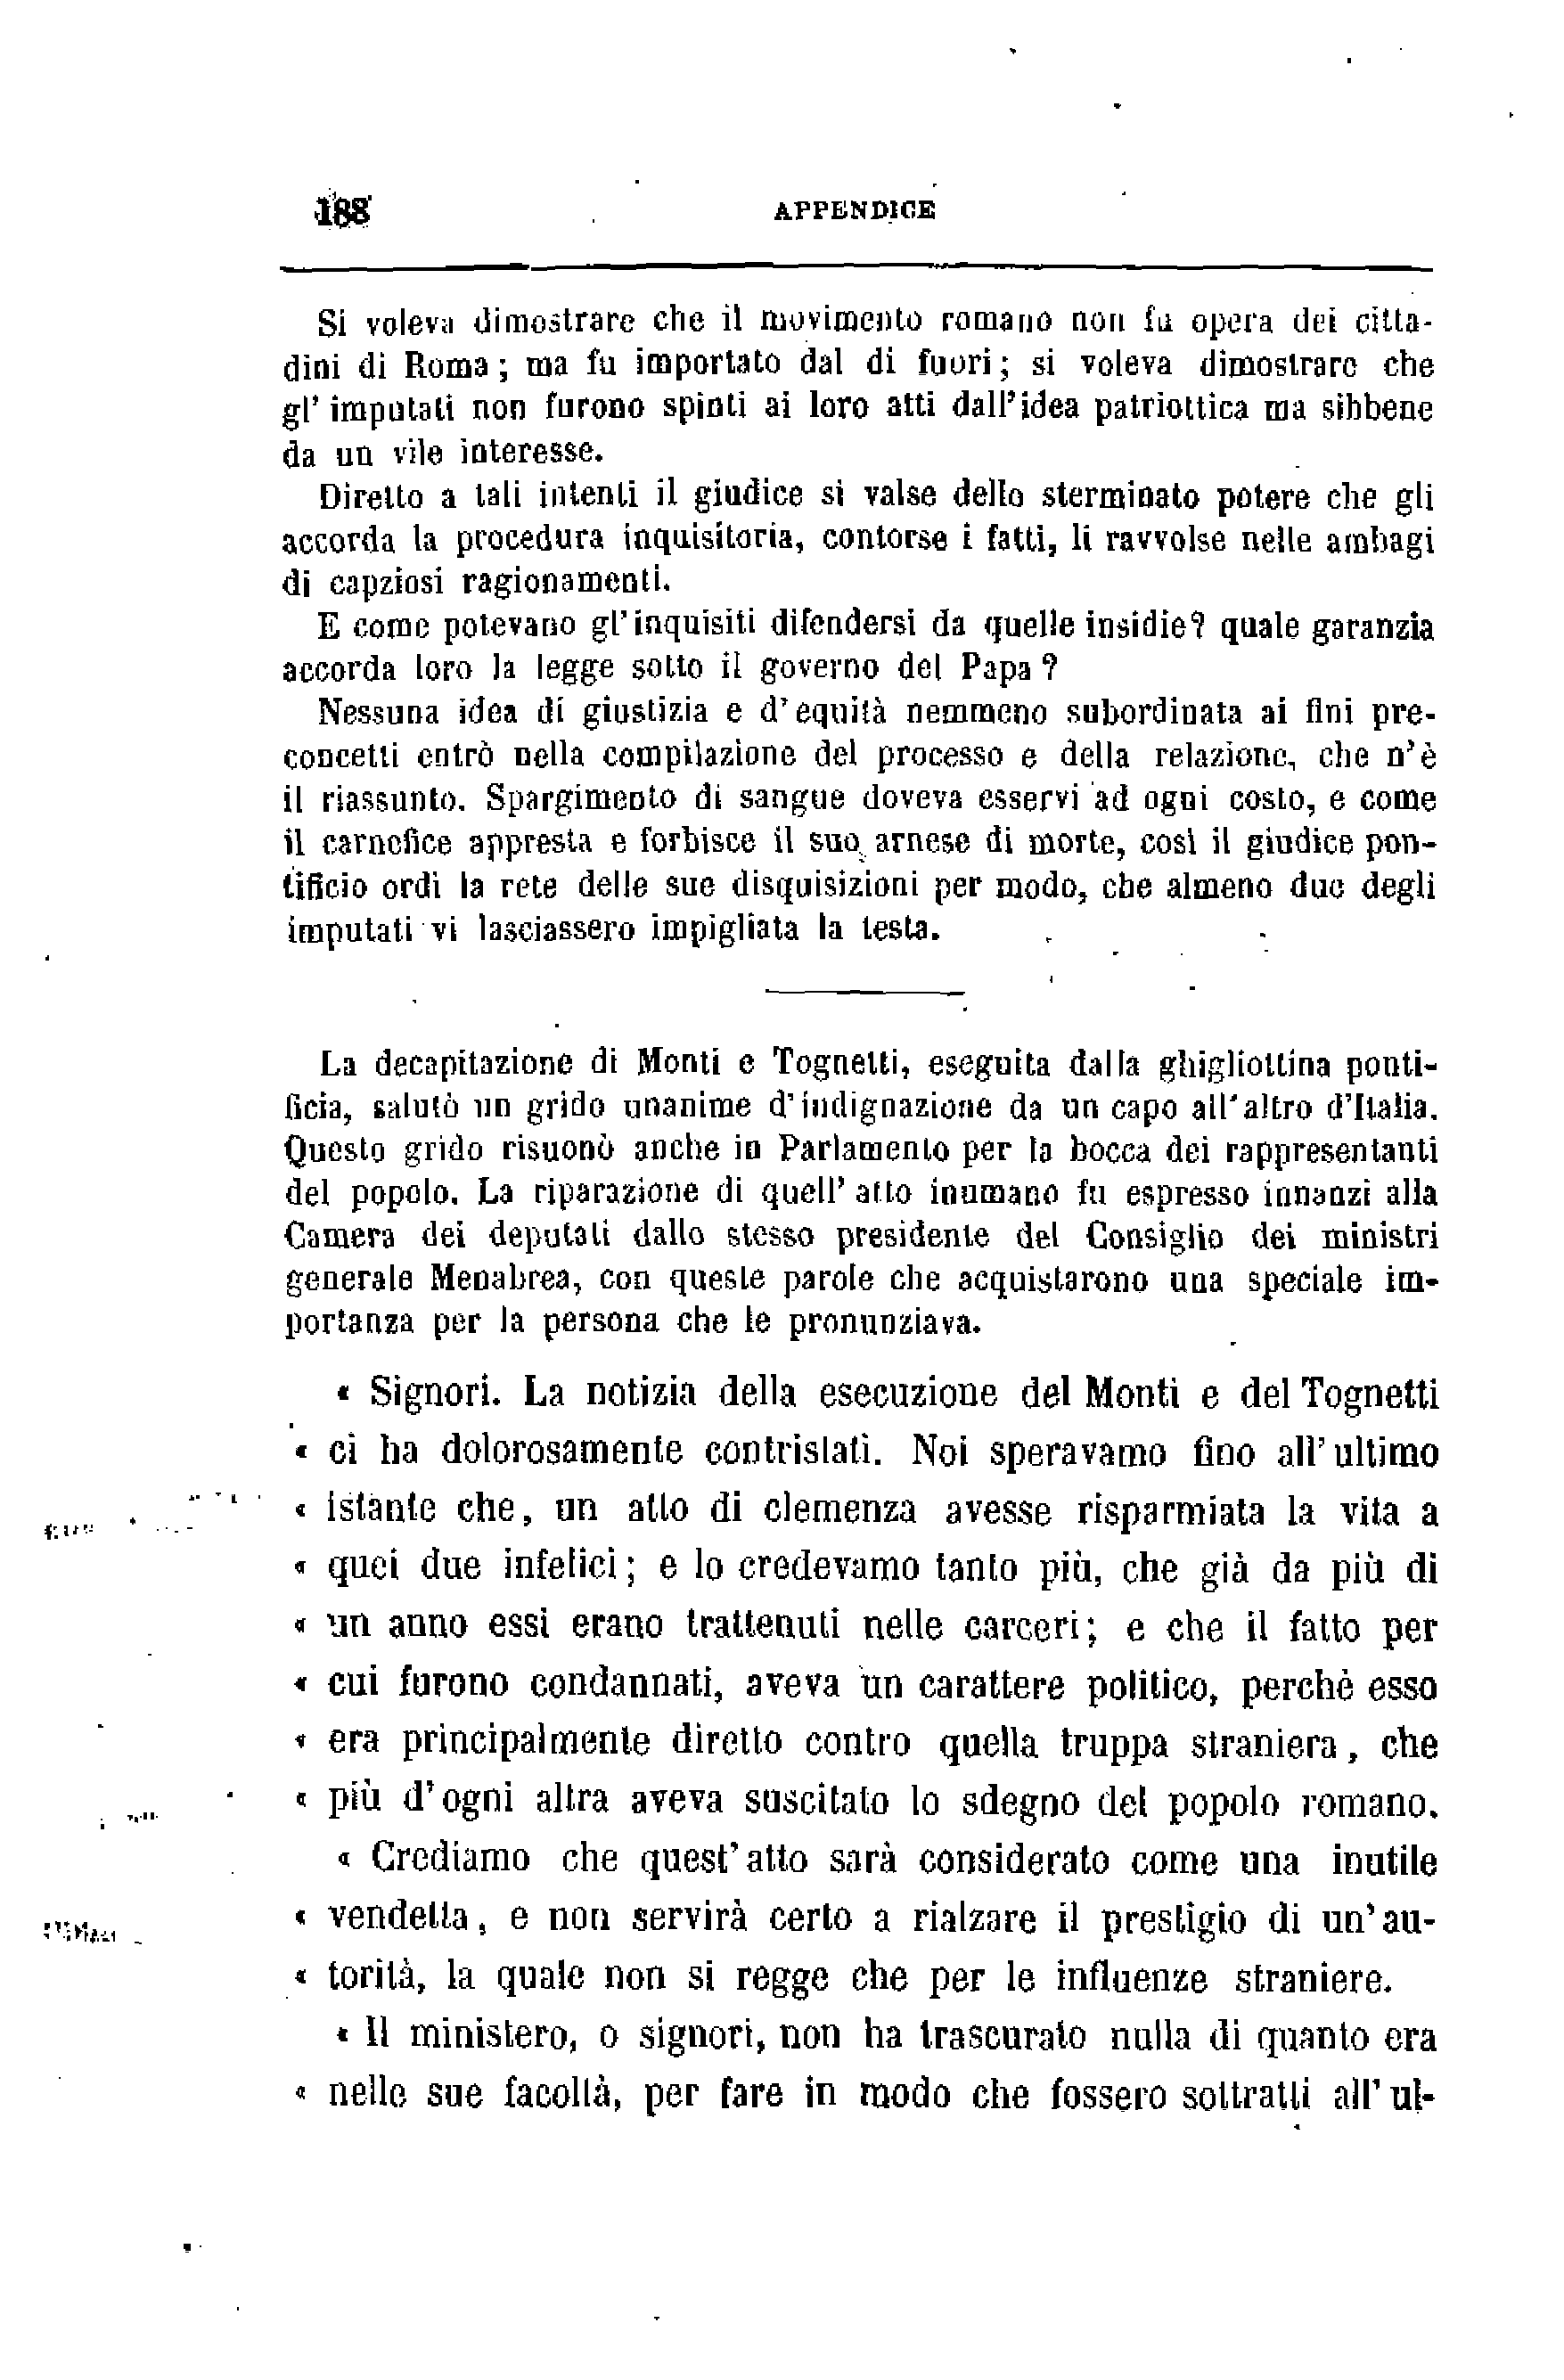 188 APPENDICE
Si voleva dimostrare che il movimento romano non fu opera dei citta-
dini di Roma; ma fu importato dal di fuori; si voleva dimostrare che
gl' imputati non furono spinti ai loro atti dall'idea patriottica ma sibbene
da un vile interesse.
Diretto a tali intenti il giudice si valse dello sterminato potere che gli
accorda la procedura inquisitoria, contorse i fatti, li ravvolse nelle ambagi
di capziosi ragionamenti.
E come potevano gl'inquisiti difendersi da quelle insidie? quale garanzia
accorda loro la legge sotto il governo del Papa?
Nessuna idea di giustizia e d'equità nemmeno subordinata ai fini pre-
concetti entrò nella compilazione del processo e della relazione, che n'è
il riassunto. Spargimento di sangue doveva esservi ad ogni costo, e come
il carnefice appresta e forbisce il suo arnese di morte, così il giudice pon-
tificio ordì la rete delle sue disquisizioni per modo, che almeno due degli
imputati vi lasciassero impigliata la testa.
La decapitazione di Monti e Tognetti, eseguita dalla ghigliottina ponti-
ficia, salutò un grido unanime d'indignazione da un capo all'altro d'Italia.
Questo grido risuonò anche in Parlamento per la bocca dei rappresentanti
del popolo. La riparazione di quell' atto inumano fu espresso innanzi alla
Camera dei deputati dallo stesso presidente del Consiglio dei ministri
generale Menabrea, con queste parole che acquistarono una speciale im-
portanza per la persona che le pronunziava.
« Signori. La notizia della esecuzione del Monti e del Tognetti
« ci ha dolorosamente contristati. Noi speravamo fino all'ultimo
« istante che, un atto di clemenza avesse risparmiata la vita a
« quei due infelici; e lo credevamo tanto più, che già da più di
« un anno essi erano trattenuti nelle carceri; e che il fatto per
« cui furono condannati, aveva un carattere politico, perchè esso
« era principalmente diretto contro quella truppa straniera, che
« più d'ogni altra aveva suscitato lo sdegno del popolo romano.
« Crediamo che quest'atto sarà considerato come una inutile
« vendetta, e non servirà certo a rialzare il prestigio di un'au-
« torità, la quale non si regge che per le influenze straniere.
« Il ministero, o signori, non ha trascurato nulla di quanto era
« nelle sue facoltà, per fare in modo che fossero sottratti all'ul-